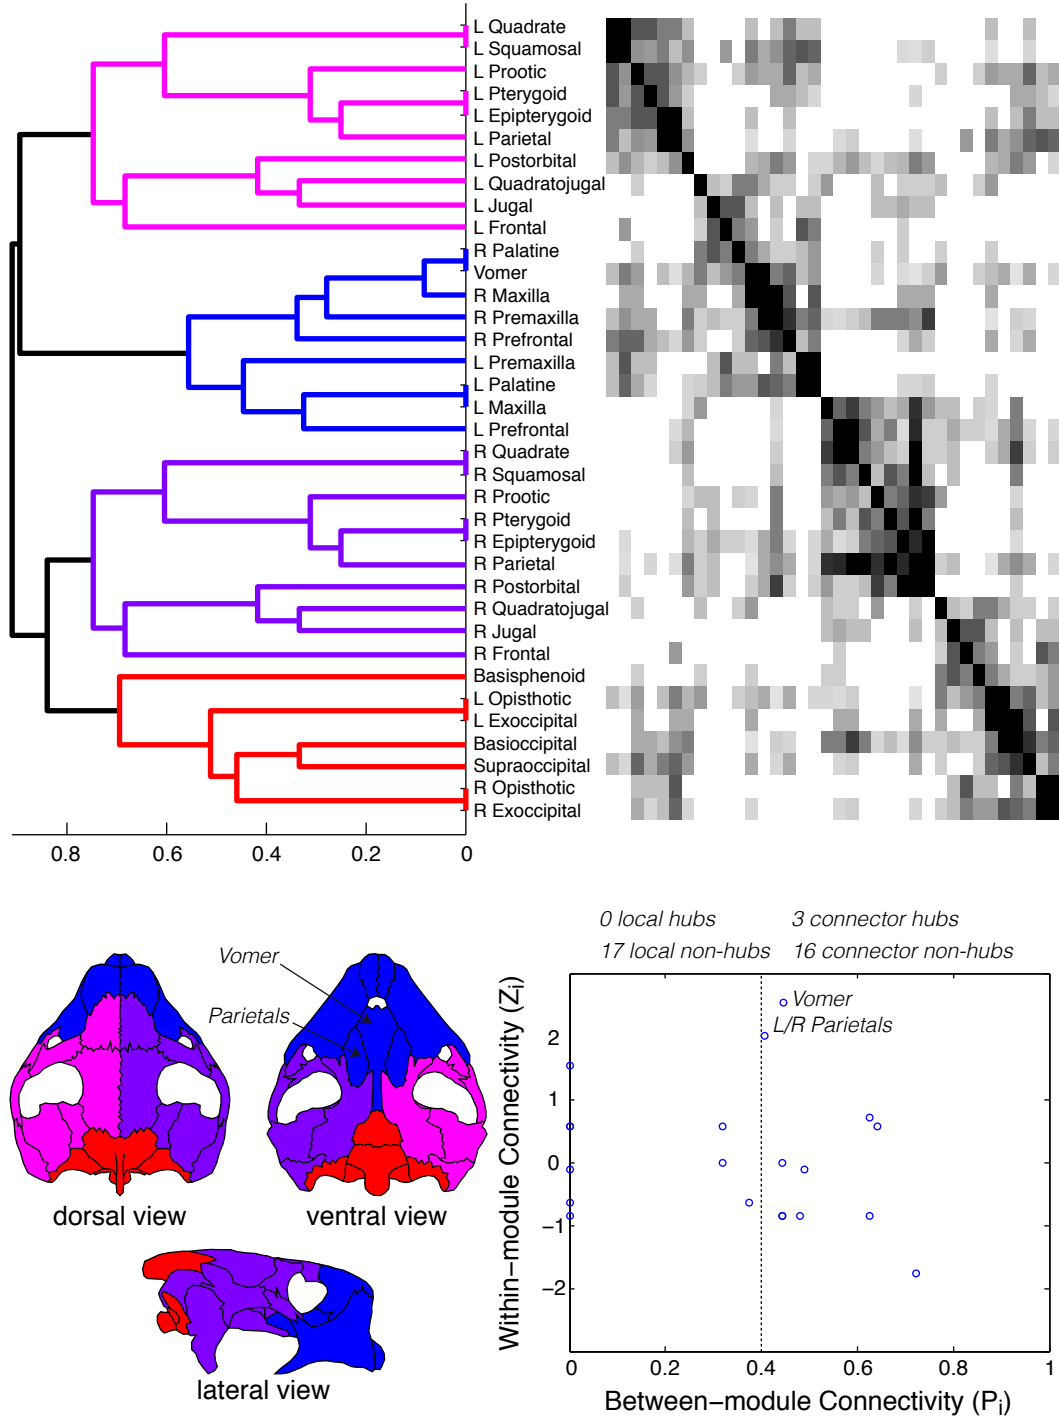 L Quadrate
L Squamosal
L Prootic
L Pterygoid
L Epipterygoid
L Parietal
L Postorbital
L Quadratojugal
L Jugal
L Frontal
R Palatine
Vomer
R Maxilla
R Premaxilla
R Prefrontal
L Premaxilla
L Palatine
L Maxilla
L Prefrontal
R Quadrate
R Squamosal
R Prootic
R Pterygoid
R Epipterygoid
R Parietal
R Postorbital
R Quadratojugal
R Jugal
R Frontal
Basisphenoid
L Opisthotic
L Exoccipital
Basioccipital
Supraoccipital
R Opisthotic
R Exoccipital
0.8 0.6 0.4 0.2 0
Vomer
Parietals
dorsal view
ventral view
lateral view
0 local hubs 3 connector hubs
17 local non-hubs 16 connector non-hubs
Vomer
L/R Parietals
2
1
0
−1
−2
0 0.2 0.4 0.6 0.8 1
Within−module Connectivity (Zi)
Between−module Connectivity (Pi)